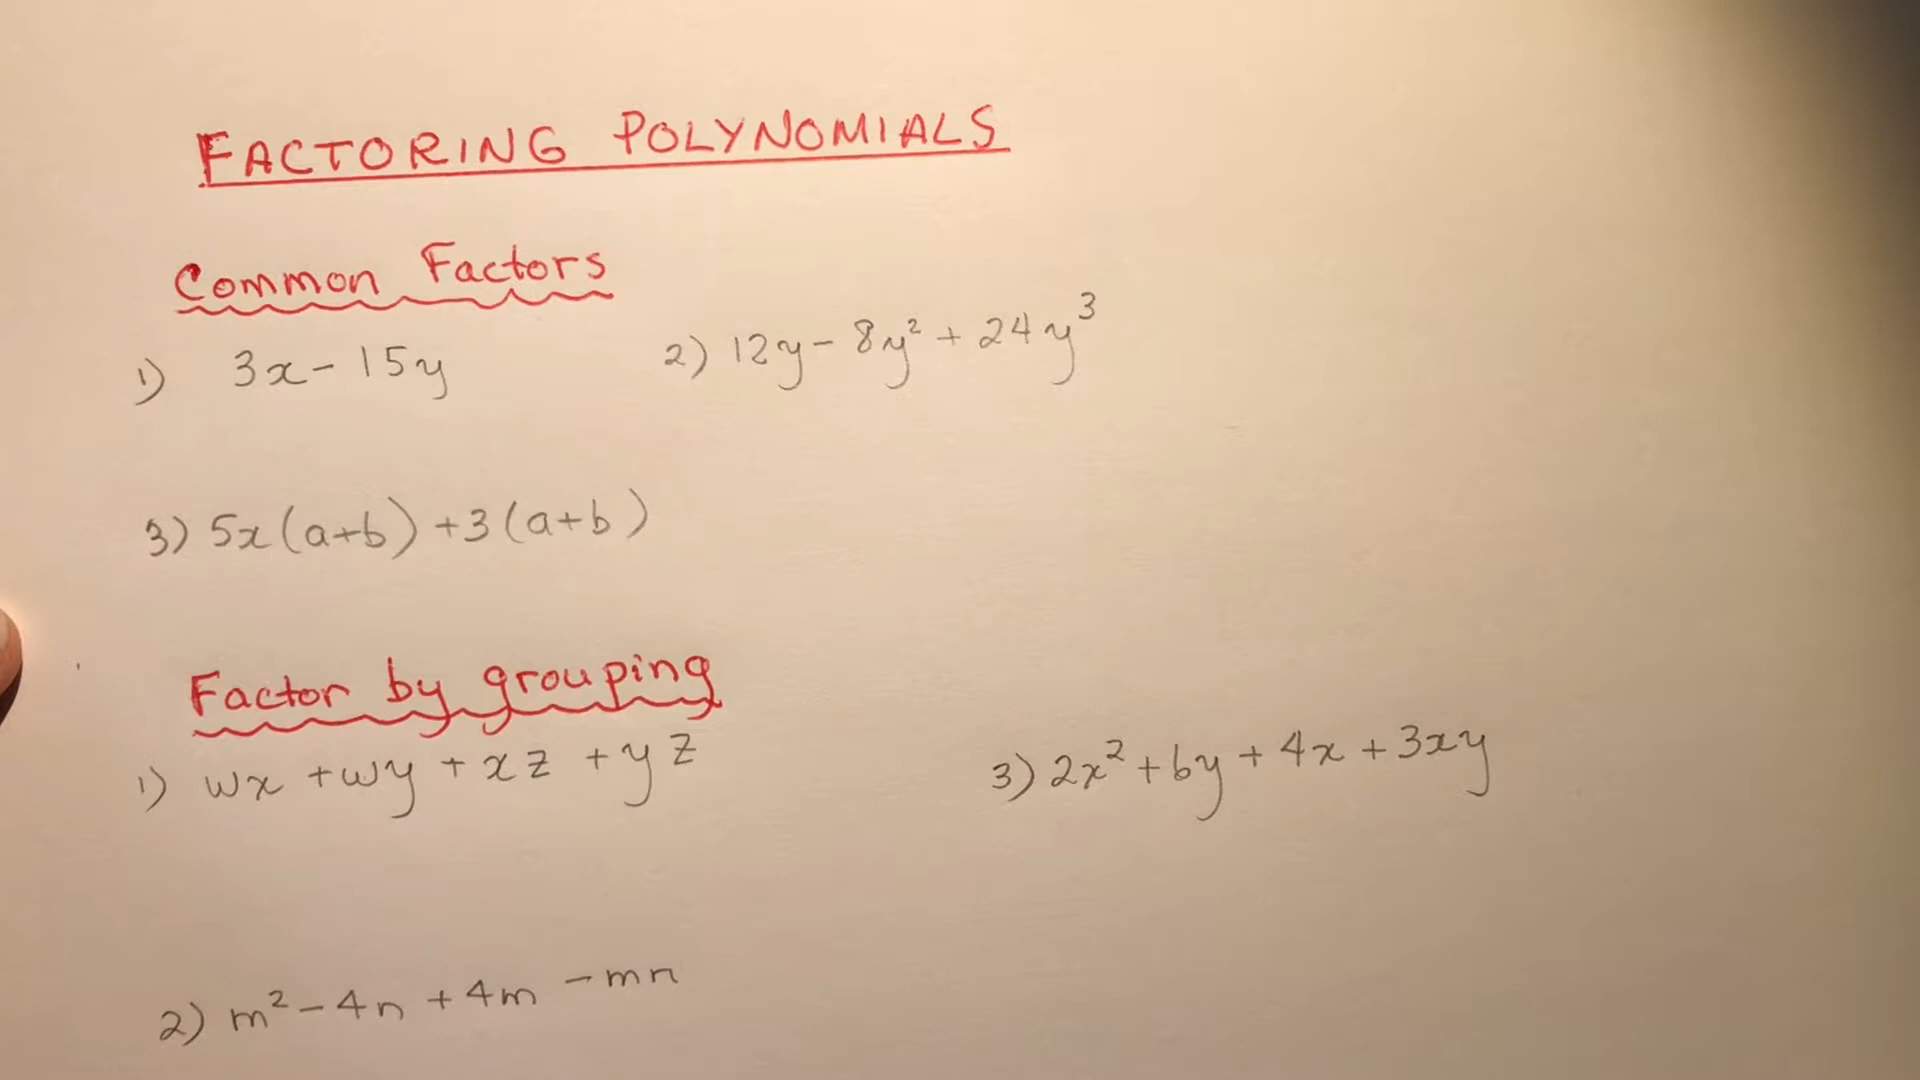 FACTORING POLYNOMIALS
Common Factors
1) 3x - 15y
2) 12y - 8y² + 24y³
3) 5x(a+b) + 3(a+b)
Factor by grouping
1) wx + wy + xz + yz
3) 2x² + 6y + 4x + 3xy
2) m² - 4n + 4m - mn